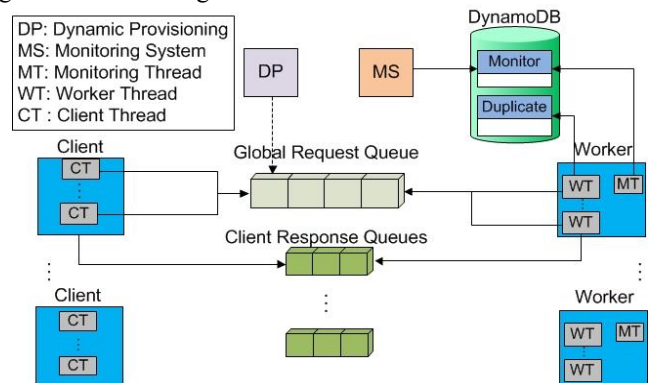 DP: Dynamic Provisioning
MS: Monitoring System
MT: Monitoring Thread
WT: Worker Thread
CT : Client Thread
DP
MS
DynamoDB
Monitor
Duplicate
Client
CT
CT
Global Request Queue
Worker
WT
MT
WT
Client Response Queues
Client
CT
CT
Worker
WT
MT
WT